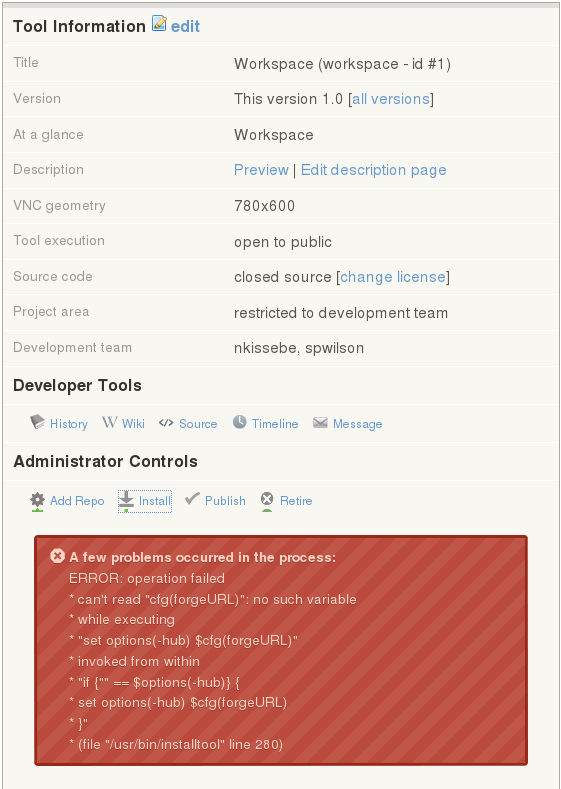 Tool Information edit
Title Workspace (workspace - id #1)
Version This version 1.0 [all versions]
At a glance Workspace
Description Preview | Edit description page
VNC geometry 780x600
Tool execution open to public
Source code closed source [change license]
Project area restricted to development team
Development team nkissebe, spwilson
Developer Tools
History Wiki Source Timeline Message
Administrator Controls
Add Repo Install Publish Retire
A few problems occurred in the process:
ERROR: operation failed
* can't read "cfg(forgeURL)": no such variable
* while executing
* "set options(-hub) $cfg(forgeURL)"
* invoked from within
* "if {"" == $options(-hub)} {
* set options(-hub) $cfg(forgeURL)
* }"
* (file "/usr/bin/installtool" line 280)